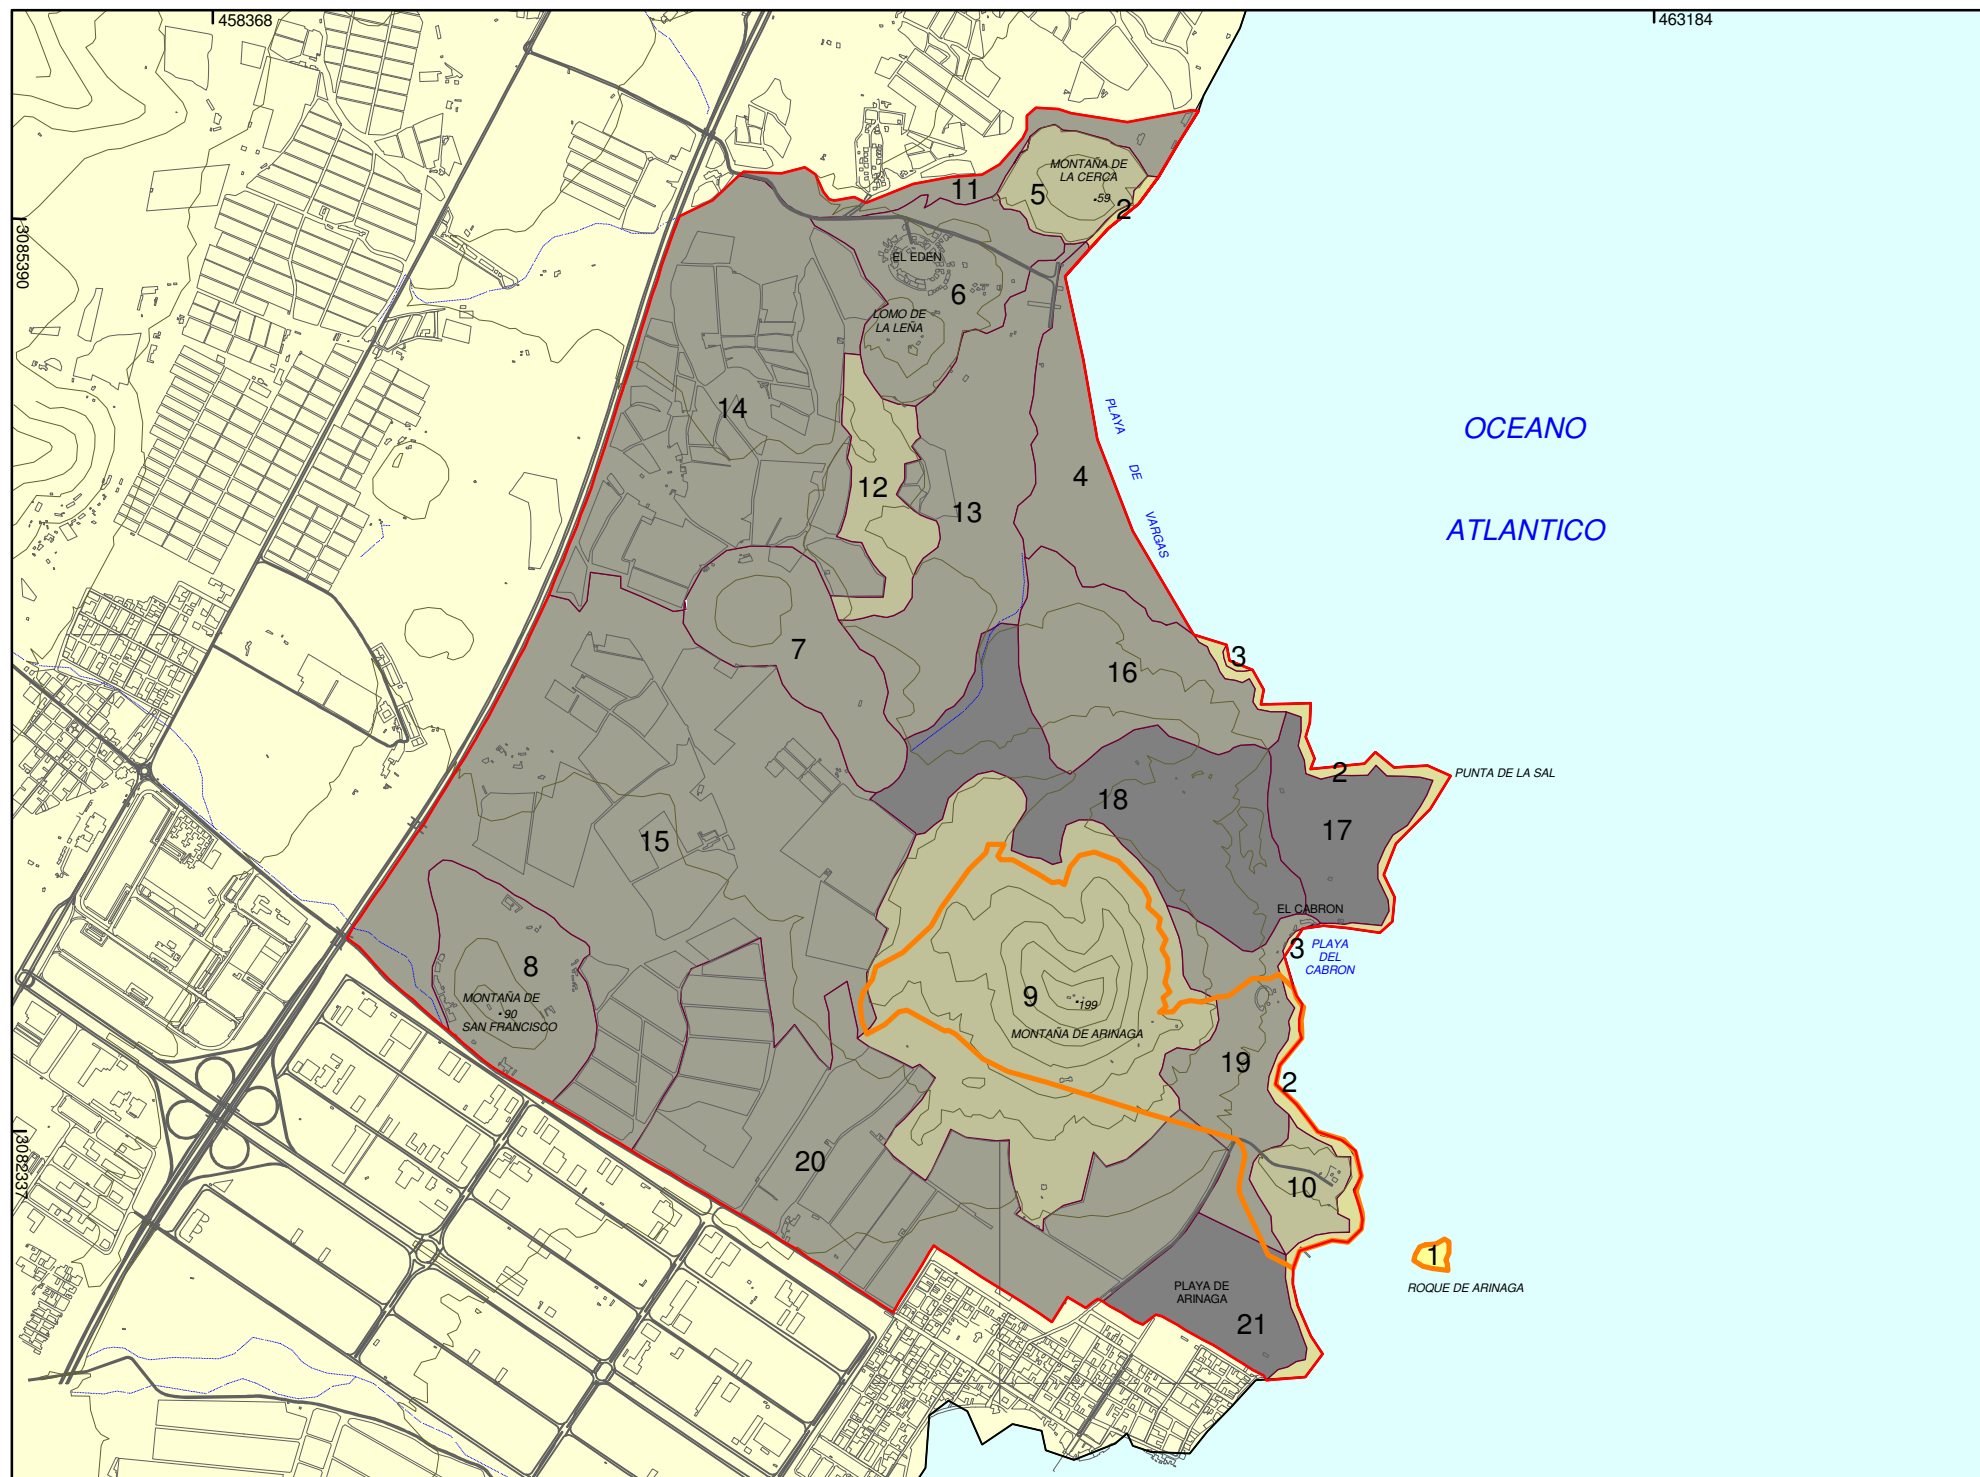 458368
463184
3085390
3082337
MONTAÑA DE
LA CERCA
59
5
2
11
EL EDEN
6
LOMO DE
LA LEÑA
14
12
13
4
PLAYA DE VARGAS
OCEANO
ATLANTICO
7
16
3
2
PUNTA DE LA SAL
18
17
15
EL CABRON
3
PLAYA
DEL
CABRON
8
MONTAÑA DE
90
SAN FRANCISCO
9
199
MONTAÑA DE ARINAGA
19
2
20
10
1
ROQUE DE ARINAGA
PLAYA DE
ARINAGA
21